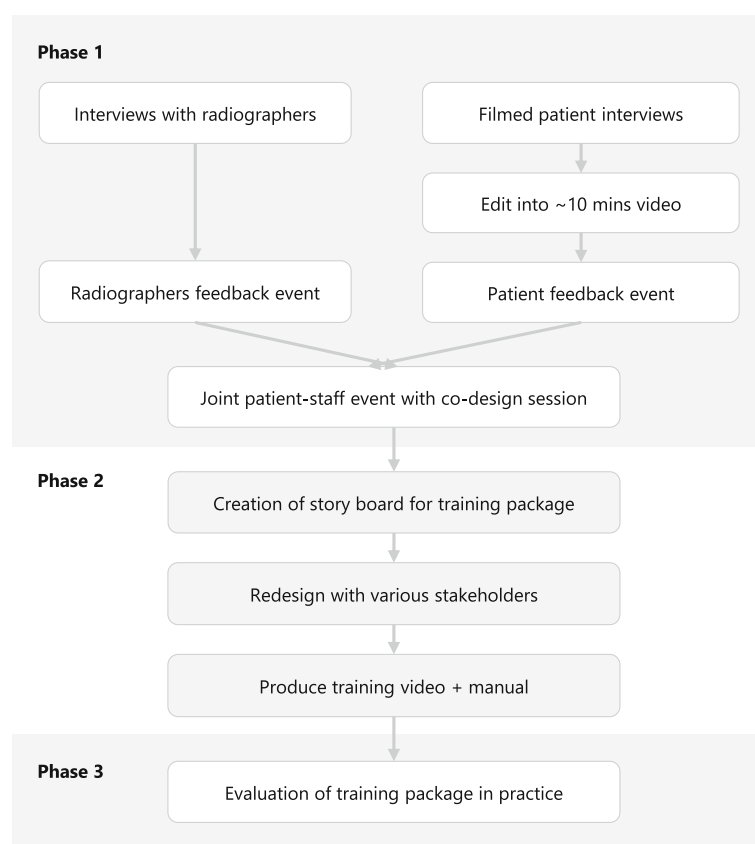 Phase 1
Interviews with radiographers
Filmed patient interviews
Edit into ~10 mins video
Radiographers feedback event
Patient feedback event
Joint patient-staff event with co-design session
Phase 2
Creation of story board for training package
Redesign with various stakeholders
Produce training video + manual
Phase 3
Evaluation of training package in practice